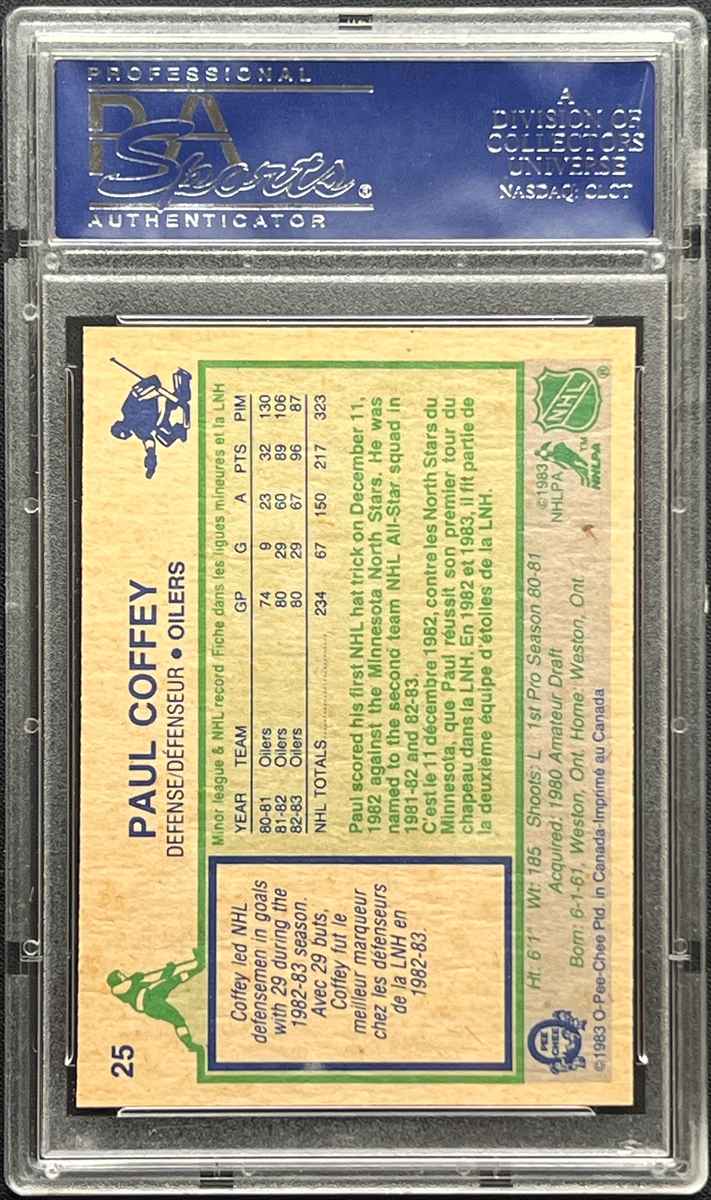 PROFESSIONAL
PSA
Sports ®
AUTHENTICATOR
A
DIVISION OF
COLLECTORS
UNIVERSE
NASDAQ: CLCT
25
PAUL COFFEY
DEFENSE/DÉFENSEUR • OILERS
Minor league & NHL record Fiche dans les ligues mineures et la LNH
YEAR TEAM GP G A PTS PIM
80-81 Oilers 74 9 23 32 130
81-82 Oilers 80 29 60 89 106
82-83 Oilers 80 29 67 96 87
NHL TOTALS 234 67 150 217 323
Coffey led NHL
defensemen in goals
with 29 during the
1982-83 season.
Avec 29 buts,
Coffey fut le
meilleur marqueur
chez les défenseurs
de la LNH en
1982-83.
Paul scored his first NHL hat trick on December 11,
1982 against the Minnesota North Stars. He was
named to the second team NHL All-Star squad in
1981-82 and 82-83.
C'est le 11 décembre 1982, contre les North Stars du
Minnesota, que Paul réussit son premier tour du
chapeau dans la LNH. En 1982 et 1983, il fit partie de
la deuxième équipe d'étoiles de la LNH.
Ht: 6'1" Wt: 185 Shoots: L 1st Pro Season 80-81
Acquired: 1980 Amateur Draft
Born: 6-1-61, Weston, Ont. Home: Weston, Ont.
©1983 O-Pee-Chee Ptd. in Canada-Imprimé au Canada
O
PEE
CHEE
©1983
NHLPA
NHLPA ™
NHL ®